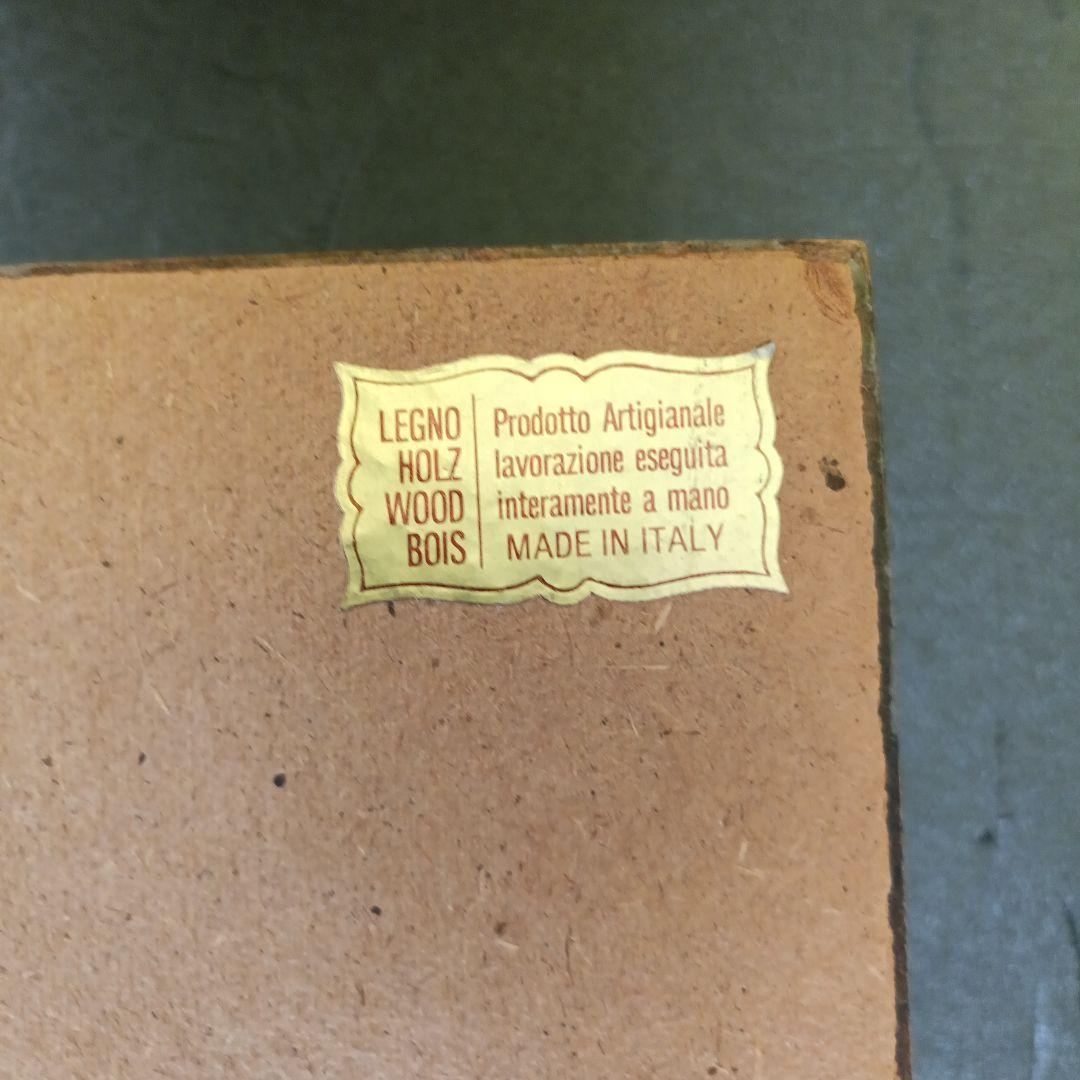 LEGNO
HOLZ
WOOD
BOIS
Prodotto Artigianale
lavorazione eseguita
interamente a mano
MADE IN ITALY